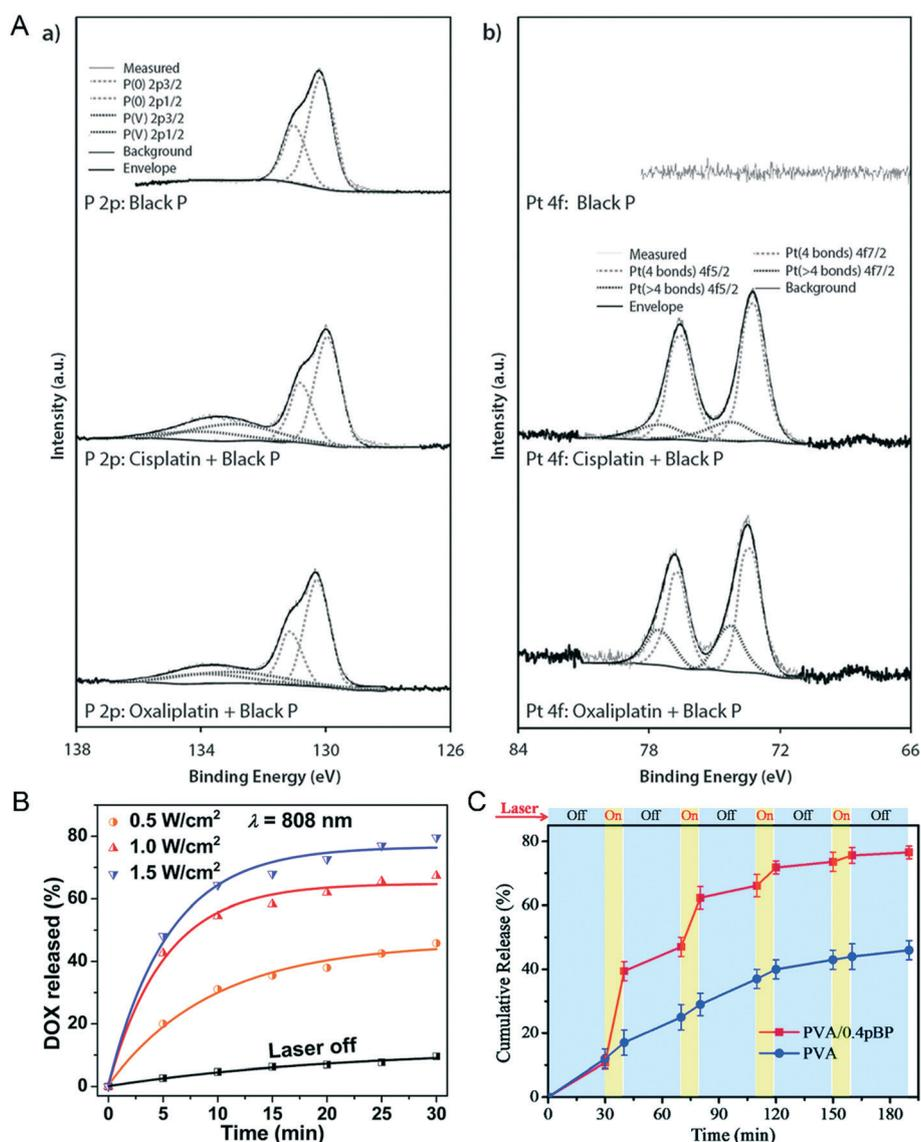 A
a)
Measured
P(0) 2p3/2
P(0) 2p1/2
P(V) 2p3/2
P(V) 2p1/2
Background
Envelope
P 2p: Black P
P 2p: Cisplatin + Black P
P 2p: Oxaliplatin + Black P
Intensity (a.u.)
138 134 130 126
Binding Energy (eV)
b)
Pt 4f: Black P
Measured Pt(4 bonds) 4f7/2
Pt(4 bonds) 4f5/2 Pt(>4 bonds) 4f7/2
Pt(>4 bonds) 4f5/2 Background
Envelope
Pt 4f: Cisplatin + Black P
Pt 4f: Oxaliplatin + Black P
Intensity (a.u.)
84 78 72 66
Binding Energy (eV)
B
0.5 W/cm² λ = 808 nm
1.0 W/cm²
1.5 W/cm²
Laser off
DOX released (%)
80
60
40
20
0
0 5 10 15 20 25 30
Time (min)
C
Laser Off On Off On Off On Off On Off
Cumulative Release (%)
80
60
40
20
0
PVA/0.4pBP
PVA
0 30 60 90 120 150 180
Time (min)